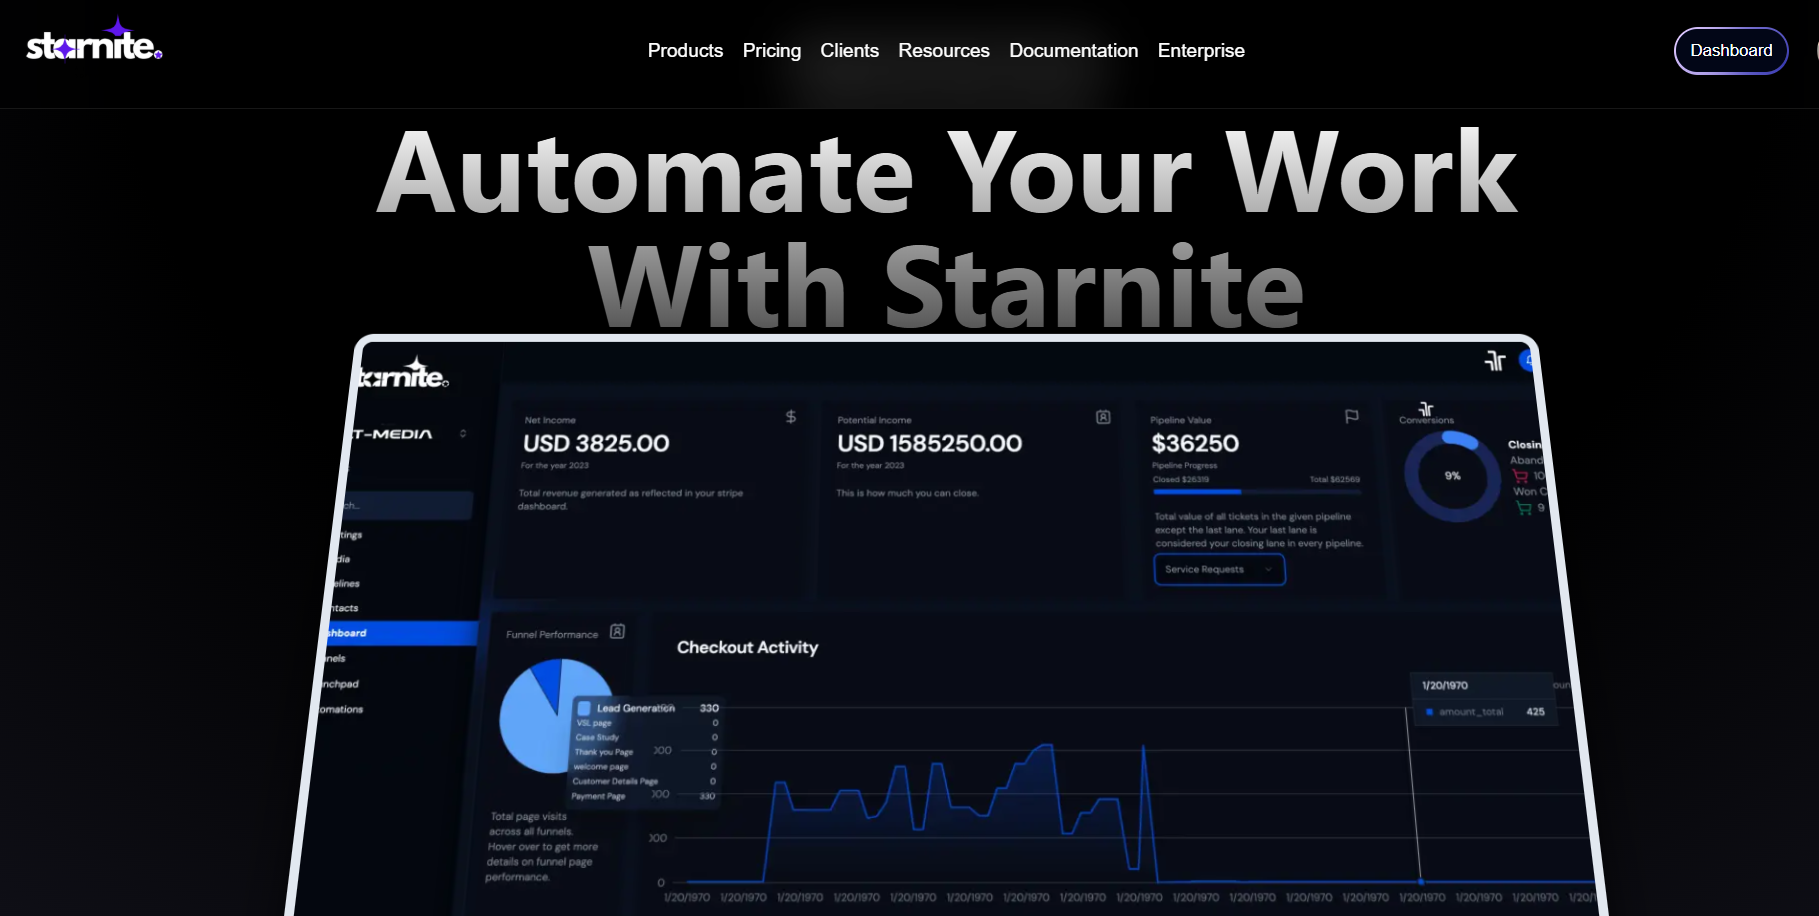 starnite.
Products Pricing Clients Resources Documentation Enterprise
Dashboard
Automate Your Work
With Starnite
starnite.
T-MEDIA
Net Income
USD 3825.00
For the year 2023
Total revenue generated as reflected in your stripe
dashboard.
Potential Income
USD 1585250.00
For the year 2023
This is how much you can close.
Pipeline Value
$36250
Pipeline Progress
Closed $26319 Total $62569
Total value of all tickets in the given pipeline
except the last lane. Your last lane is
considered your closing lane in every pipeline.
Service Requests
Conversions
9%
Closin
Aband
10
Won C
9
ch...
tings
dia
elines
ntacts
shboard
nnels
nchpad
omations
Funnel Performance
Lead Generation 330
VSL page 0
Case Study 0
Thank you Page 0
welcome page 0
Customer Details Page 0
Payment Page 330
Total page visits
across all funnels.
Hover over to get more
details on funnel page
performance.
Checkout Activity
1/20/1970
amount_total 425
oun
000
000
000
0
1/20/1970 1/20/1970 1/20/1970 1/20/1970 1/20/1970 1/20/1970 1/20/1970 1/20/1970 1/20/1970 1/20/1970 1/20/1970 1/20/1970 1/20/1970 1/20/1970 1/20/1970 1/20/1970 1/20/1